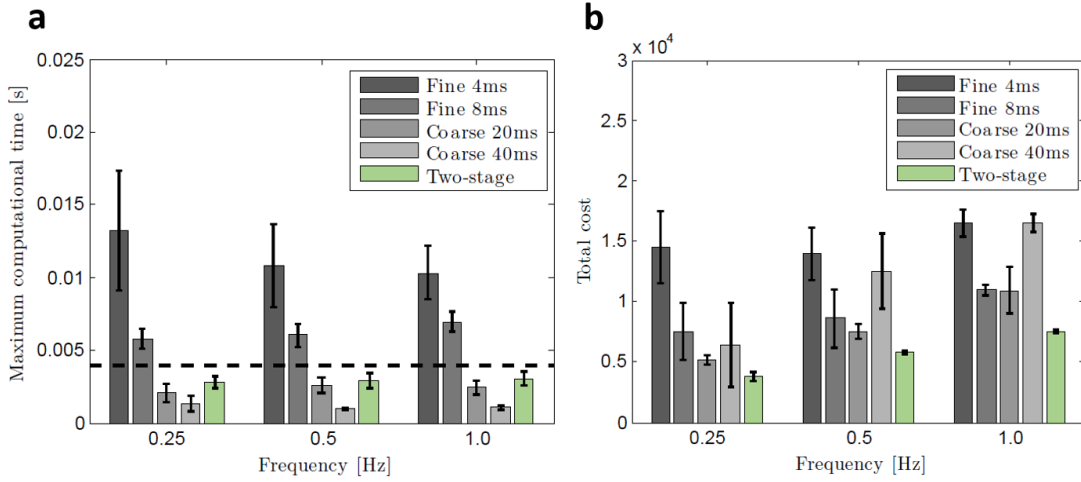 a
Maximum computational time [s]
0.025
0.02
0.015
0.01
0.005
0
Fine 4ms
Fine 8ms
Coarse 20ms
Coarse 40ms
Two-stage
0.25
0.5
1.0
Frequency [Hz]
b
x 10⁴
Total cost
3
2.5
2
1.5
1
0.5
0
Fine 4ms
Fine 8ms
Coarse 20ms
Coarse 40ms
Two-stage
0.25
0.5
1.0
Frequency [Hz]